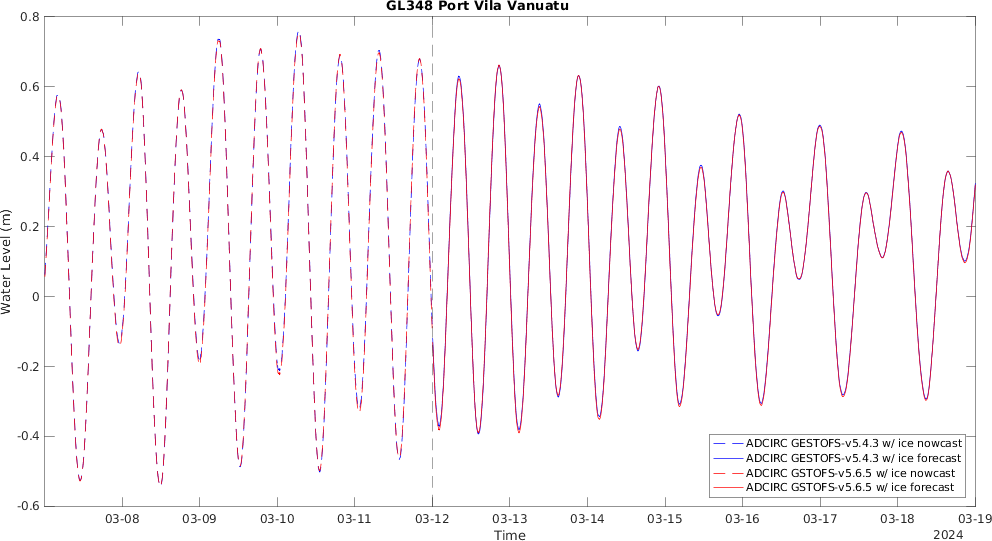 GL348 Port Vila Vanuatu
0.8
0.6
0.4
0.2
0
-0.2
-0.4
-0.6
Water Level (m)
ADCIRC GESTOFS-v5.4.3 w/ ice nowcast
ADCIRC GESTOFS-v5.4.3 w/ ice forecast
ADCIRC GSTOFS-v5.6.5 w/ ice nowcast
ADCIRC GSTOFS-v5.6.5 w/ ice forecast
03-08 03-09 03-10 03-11 03-12 03-13 03-14 03-15 03-16 03-17 03-18 03-19
Time
2024